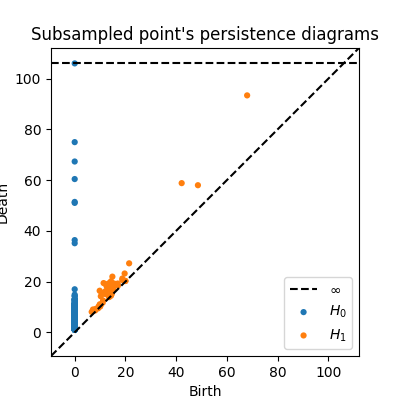 Subsampled point's persistence diagrams
100
80
60
40
20
0
Death
0 20 40 60 80 100
Birth
∞
H₀
H₁